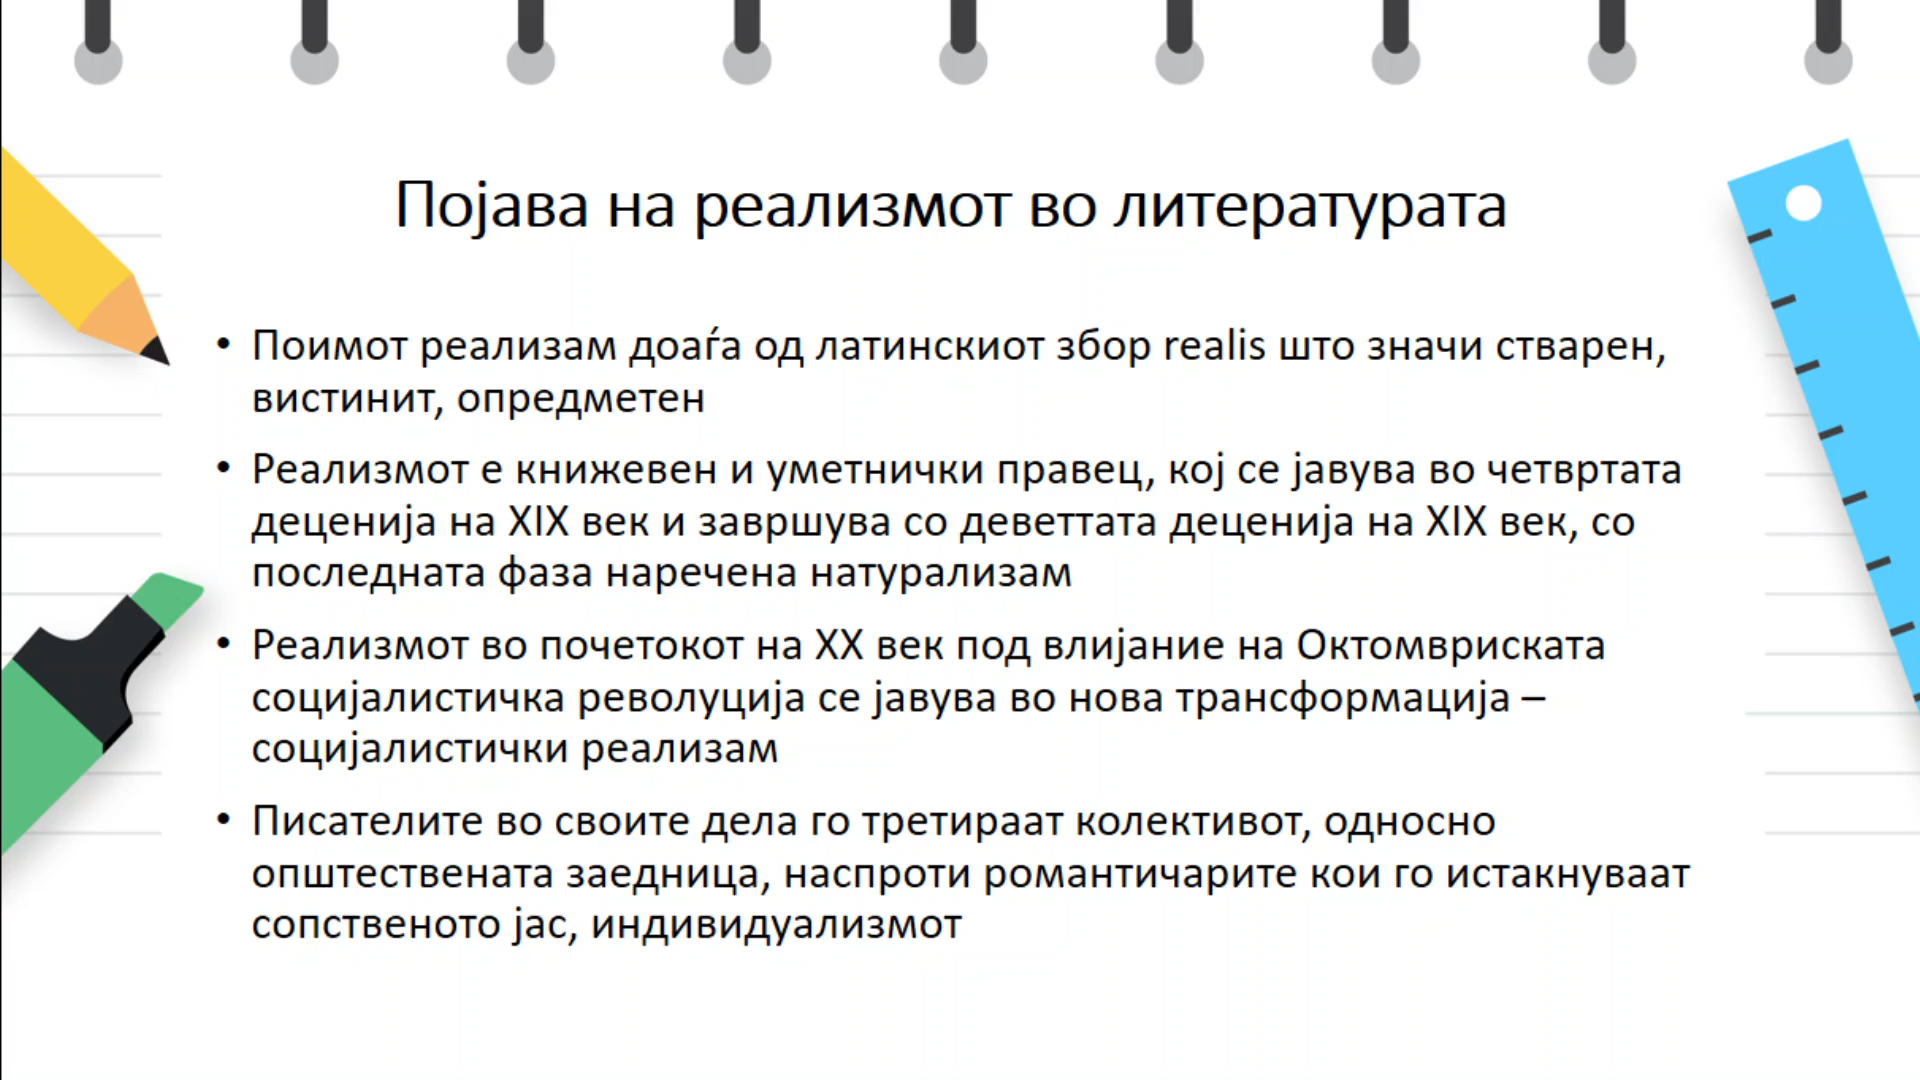 Појава на реализмот во литературата
• Поимот реализам доаѓа од латинскиот збор realis што значи стварен,
вистинит, опредметен
• Реализмот е книжевен и уметнички правец, кој се јавува во четвртата
деценија на XIX век и завршува со деветтата деценија на XIX век, со
последната фаза наречена натурализам
• Реализмот во почетокот на XX век под влијание на Октомвриската
социјалистичка револуција се јавува во нова трансформација –
социјалистички реализам
• Писателите во своите дела го третираат колективот, односно
општествената заедница, наспроти романтичарите кои го истакнуваат
сопственото јас, индивидуализмот